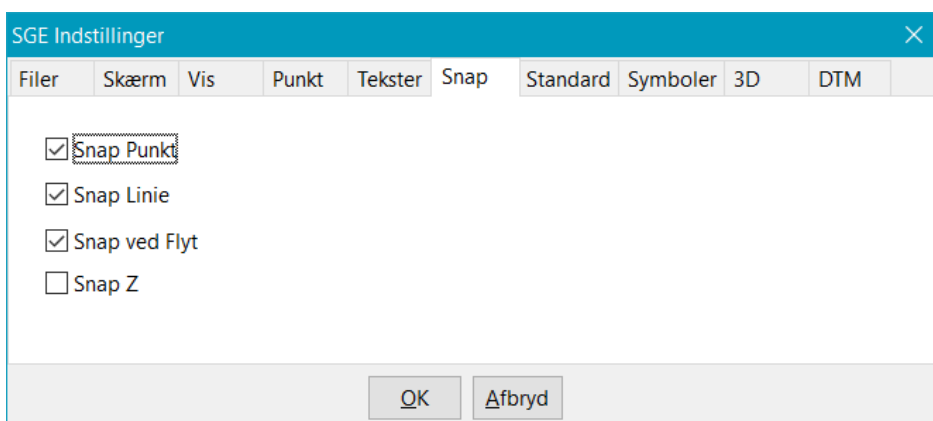 SGE Indstillinger
Filer Skærm Vis Punkt Tekster Snap Standard Symboler 3D DTM
Snap Punkt
Snap Linie
Snap ved Flyt
Snap Z
OK Afbryd